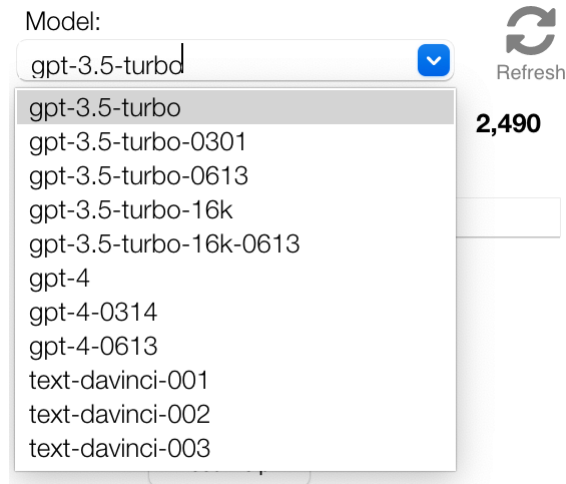 Model:
gpt-3.5-turbo
Refresh
gpt-3.5-turbo
2,490
gpt-3.5-turbo-0301
gpt-3.5-turbo-0613
gpt-3.5-turbo-16k
gpt-3.5-turbo-16k-0613
gpt-4
gpt-4-0314
gpt-4-0613
text-davinci-001
text-davinci-002
text-davinci-003